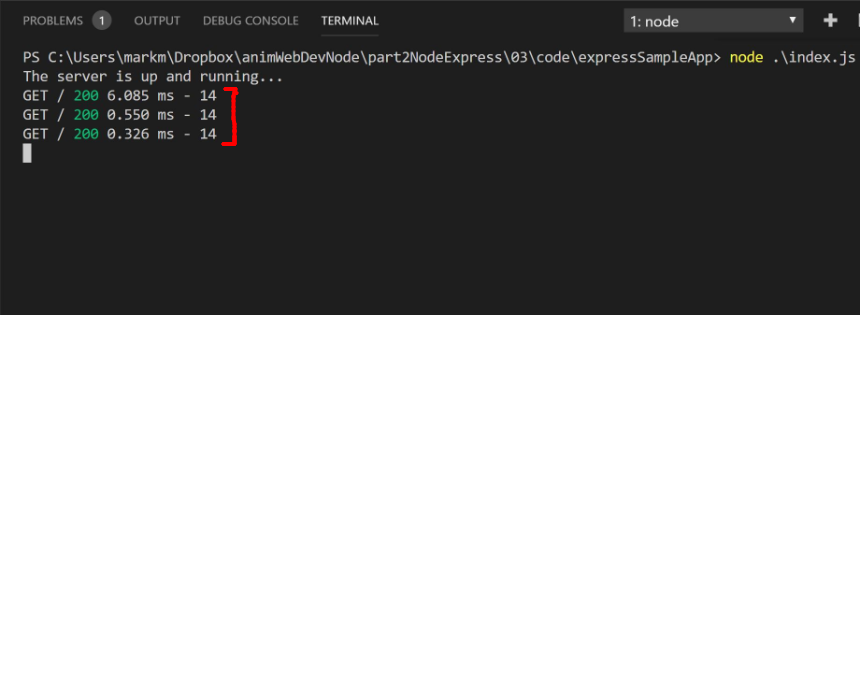 PROBLEMS 1 OUTPUT DEBUG CONSOLE TERMINAL 1: node
PS C:\Users\markm\Dropbox\animWebDevNode\part2NodeExpress\03\code\expressSampleApp> node .\index.js
The server is up and running...
GET / 200 6.085 ms - 14
GET / 200 0.550 ms - 14
GET / 200 0.326 ms - 14